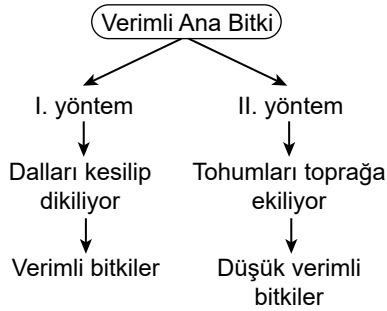 Verimli Ana Bitki
I. yöntem
Dalları kesilip
dikiliyor
Verimli bitkiler
II. yöntem
Tohumları toprağa
ekiliyor
Düşük verimli
bitkiler